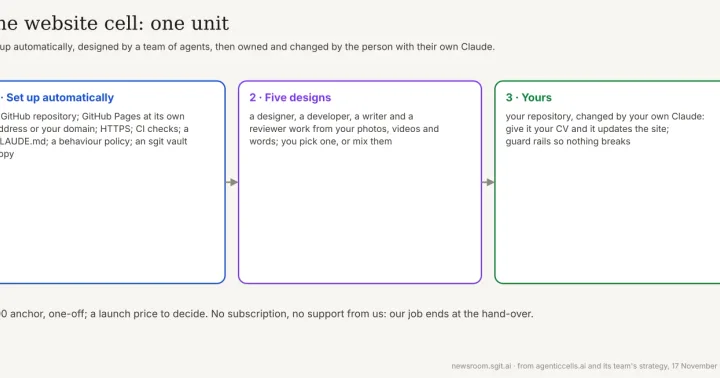 he website cell: one unit
up automatically, designed by a team of agents, then owned and changed by the person with their own Claude.
· Set up automatically
GitHub repository; GitHub Pages at its own
ddress or your domain; HTTPS; CI checks; a
LAUDE.md; a behaviour policy; an sgit vault
opy
2 · Five designs
a designer, a developer, a writer and a
reviewer work from your photos, videos and
words; you pick one, or mix them
3 · Yours
your repository, changed by your own Claude:
give it your CV and it updates the site;
guard rails so nothing breaks
0 anchor, one-off; a launch price to decide. No subscription, no support from us: our job ends at the hand-over.
newsroom.sgit.ai · from agenticcells.ai and its team's strategy, 17 November